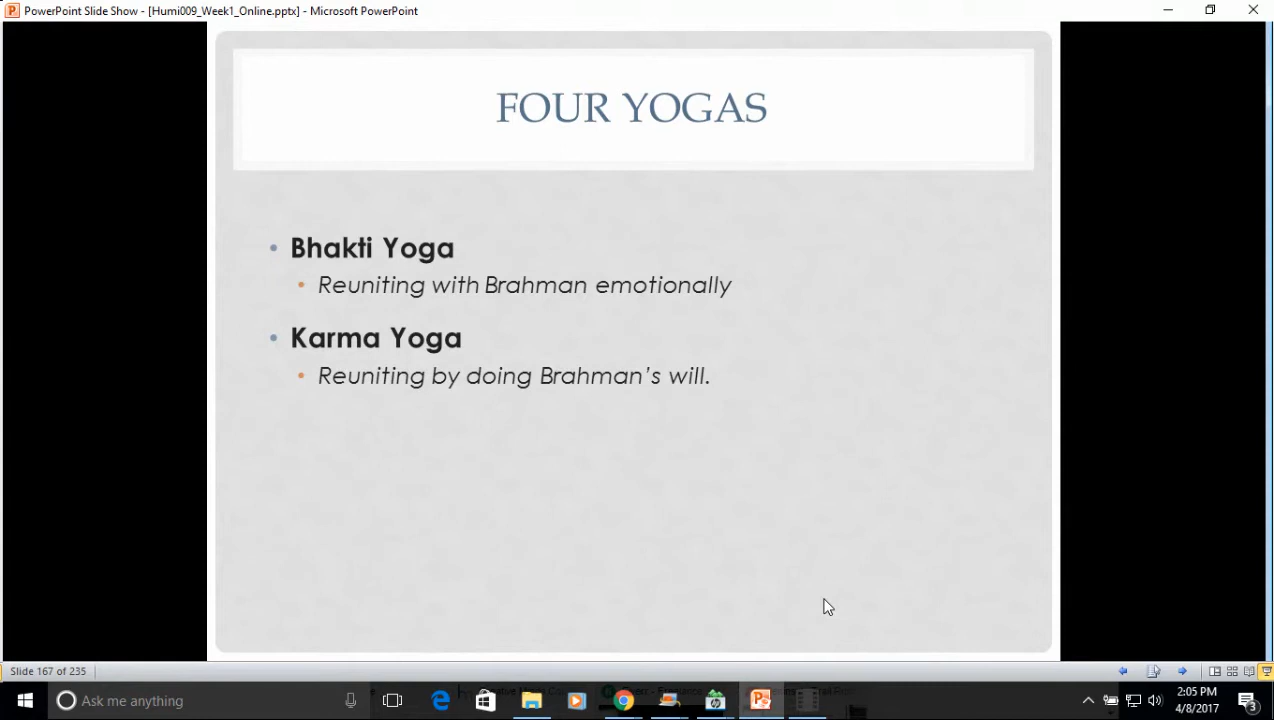 PowerPoint Slide Show - [Humi009_Week1_Online.pptx] - Microsoft PowerPoint
FOUR YOGAS
• Bhakti Yoga
• Reuniting with Brahman emotionally
• Karma Yoga
• Reuniting by doing Brahman's will.
Slide 167 of 235
Ask me anything
2:05 PM
4/8/2017
3